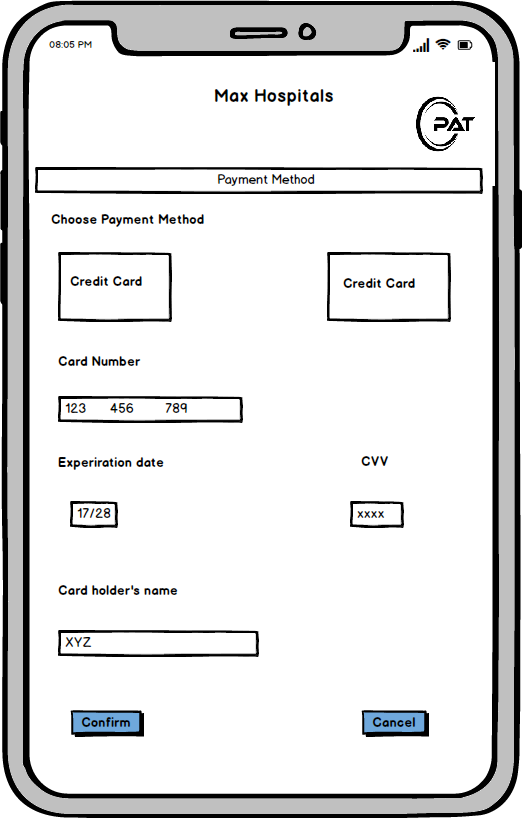 08:05 PM
Max Hospitals
PAT
Payment Method
Choose Payment Method
Credit Card
Credit Card
Card Number
123 456 789
Experiration date
CVV
17/28
xxxx
Card holder's name
XYZ
Confirm
Cancel